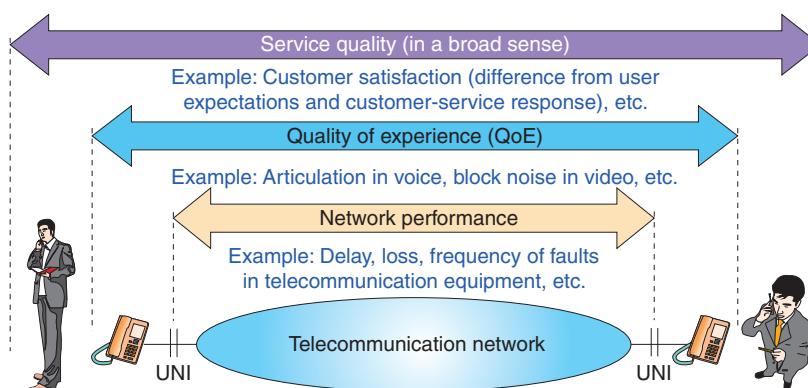 Service quality (in a broad sense)
Example: Customer satisfaction (difference from user
expectations and customer-service response), etc.
Quality of experience (QoE)
Example: Articulation in voice, block noise in video, etc.
Network performance
Example: Delay, loss, frequency of faults
in telecommunication equipment, etc.
Telecommunication network
UNI
UNI